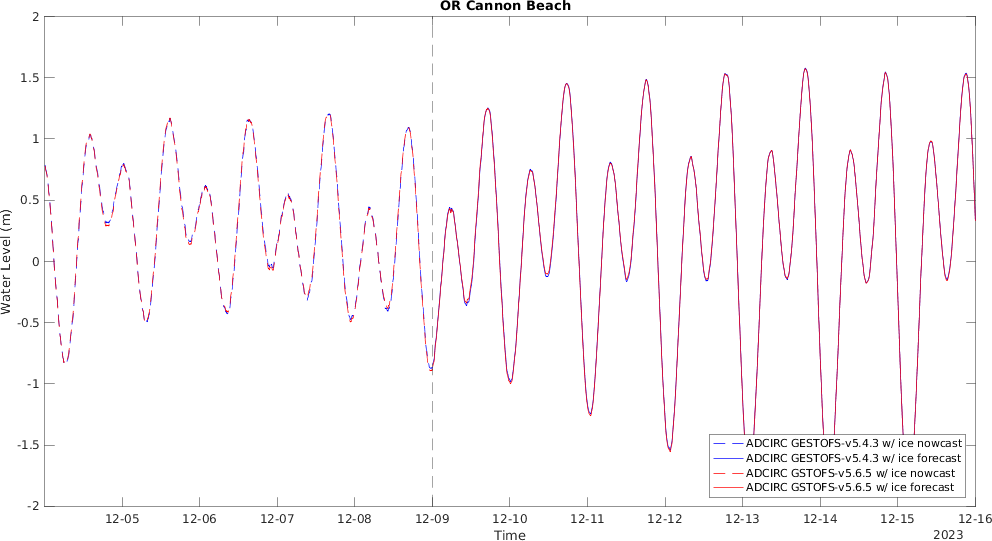 OR Cannon Beach
2
1.5
1
0.5
0
-0.5
-1
-1.5
-2
Water Level (m)
ADCIRC GESTOFS-v5.4.3 w/ ice nowcast
ADCIRC GESTOFS-v5.4.3 w/ ice forecast
ADCIRC GSTOFS-v5.6.5 w/ ice nowcast
ADCIRC GSTOFS-v5.6.5 w/ ice forecast
12-05 12-06 12-07 12-08 12-09 12-10 12-11 12-12 12-13 12-14 12-15 12-16
Time
2023